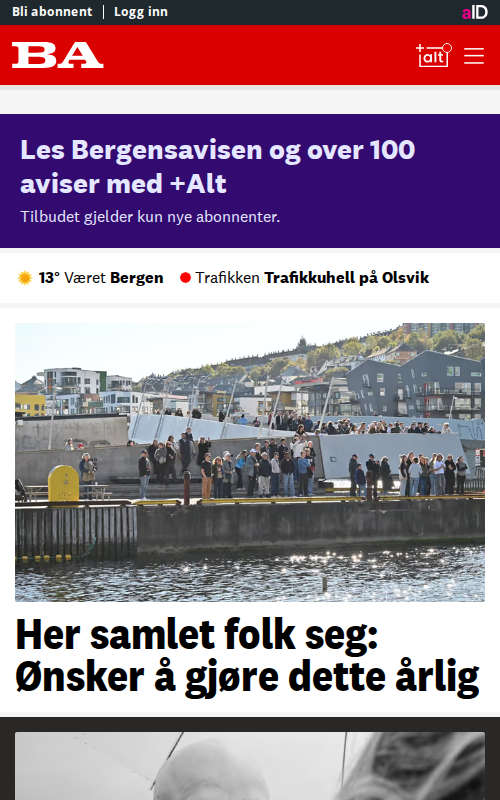 Bli abonnent | Logg inn
aID
BA
+alt
Les Bergensavisen og over 100
aviser med +Alt
Tilbudet gjelder kun nye abonnenter.
13° Været Bergen
Trafikken Trafikkuhell på Olsvik
Her samlet folk seg:
Ønsker å gjøre dette årlig